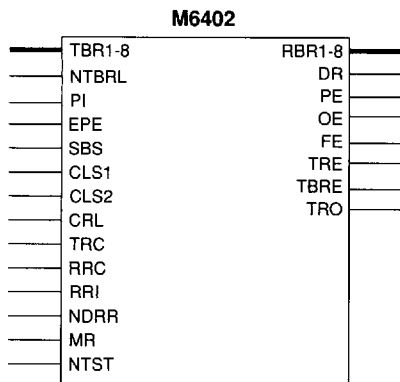 M6402
TBR1-8 RBR1-8
NTBRL DR
PI PE
EPE OE
SBS FE
CLS1 TRE
CLS2 TBRE
CRL TRO
TRC
RRC
RRI
NDRR
MR
NTST